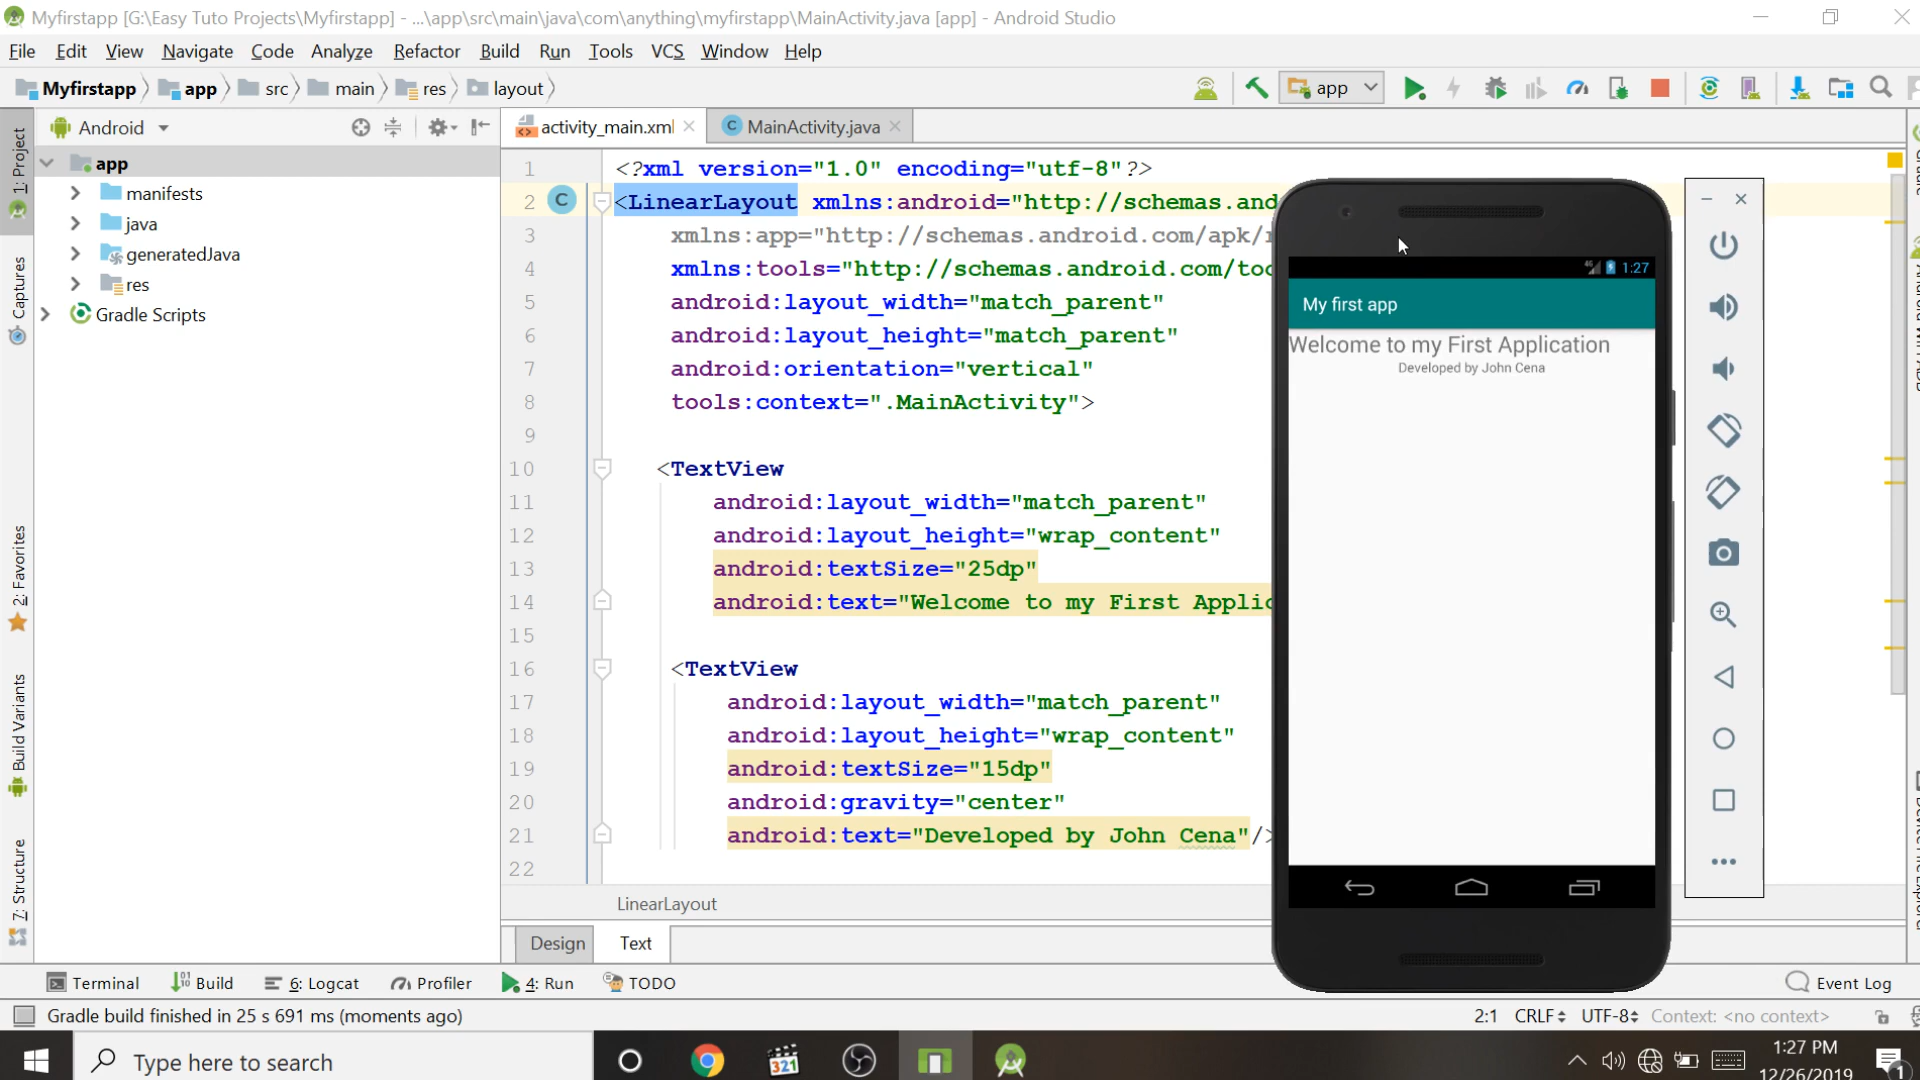 Myfirstapp [G:\Easy Tuto Projects\Myfirstapp] - ...\app\src\main\java\com\anything\myfirstapp\MainActivity.java [app] - Android Studio
File Edit View Navigate Code Analyze Refactor Build Run Tools VCS Window Help
Myfirstapp app src main res layout
app
Android
activity_main.xml
MainActivity.java
1: Project
Captures
2: Favorites
Build Variants
7: Structure
app
manifests
java
generatedJava
res
Gradle Scripts
1 <?xml version="1.0" encoding="utf-8"?>
2 C <LinearLayout xmlns:android="http://schemas.and
3 xmlns:app="http://schemas.android.com/apk/r
4 xmlns:tools="http://schemas.android.com/too
5 android:layout_width="match_parent"
6 android:layout_height="match_parent"
7 android:orientation="vertical"
8 tools:context=".MainActivity">
9
10 <TextView
11 android:layout_width="match_parent"
12 android:layout_height="wrap_content"
13 android:textSize="25dp"
14 android:text="Welcome to my First Applic
15
16 <TextView
17 android:layout_width="match_parent"
18 android:layout_height="wrap_content"
19 android:textSize="15dp"
20 android:gravity="center"
21 android:text="Developed by John Cena"/>
22
LinearLayout
Design Text
1:27
My first app
Welcome to my First Application
Developed by John Cena
Terminal Build 6: Logcat Profiler 4: Run TODO
Event Log
Gradle build finished in 25 s 691 ms (moments ago)
2:1 CRLF UTF-8 Context: <no context>
Type here to search
321
1:27 PM
12/26/2019
1